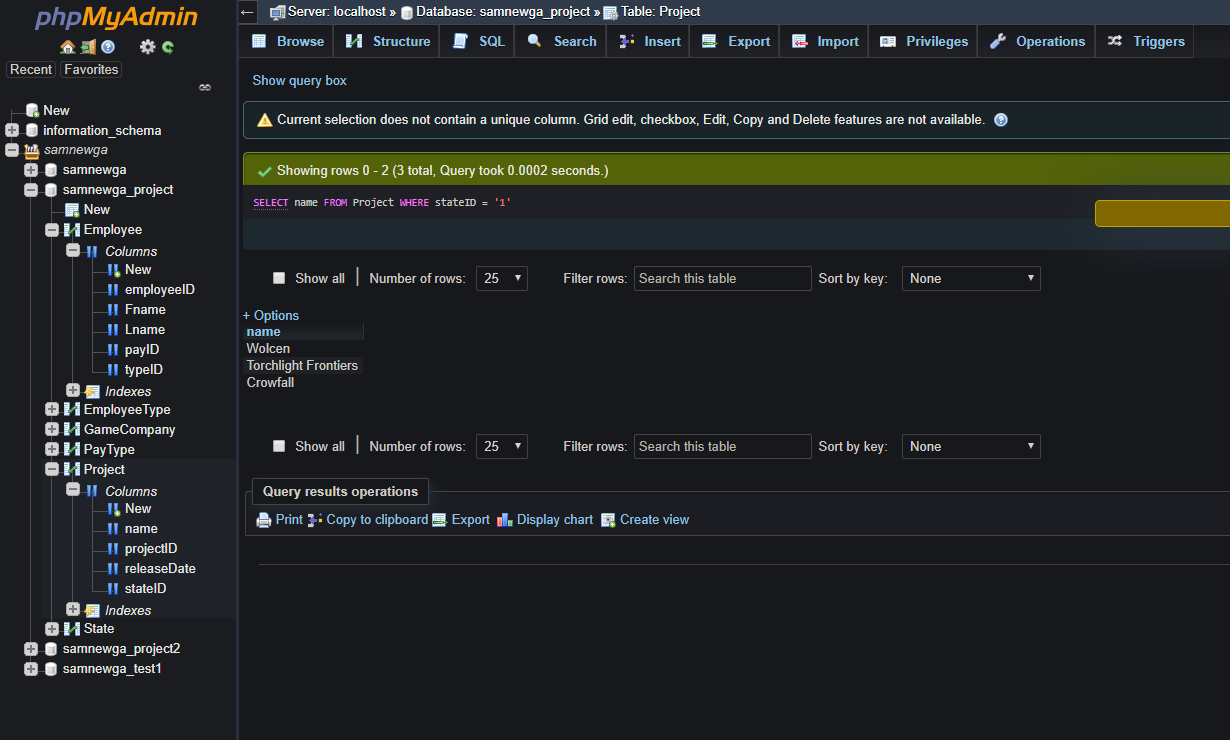 phpMyAdmin
Recent Favorites
New
information_schema
samnewga
samnewga
samnewga_project
New
Employee
Columns
New
employeeID
Fname
Lname
payID
typeID
Indexes
EmployeeType
GameCompany
PayType
Project
Columns
New
name
projectID
releaseDate
stateID
Indexes
State
samnewga_project2
samnewga_test1
← Server: localhost » Database: samnewga_project » Table: Project
Browse Structure SQL Search Insert Export Import Privileges Operations Triggers
Show query box
Current selection does not contain a unique column. Grid edit, checkbox, Edit, Copy and Delete features are not available.
Showing rows 0 - 2 (3 total, Query took 0.0002 seconds.)
SELECT name FROM Project WHERE stateID = '1'
Show all | Number of rows: 25 Filter rows: Search this table Sort by key: None
+ Options
name
Wolcen
Torchlight Frontiers
Crowfall
Show all | Number of rows: 25 Filter rows: Search this table Sort by key: None
Query results operations
Print Copy to clipboard Export Display chart Create view